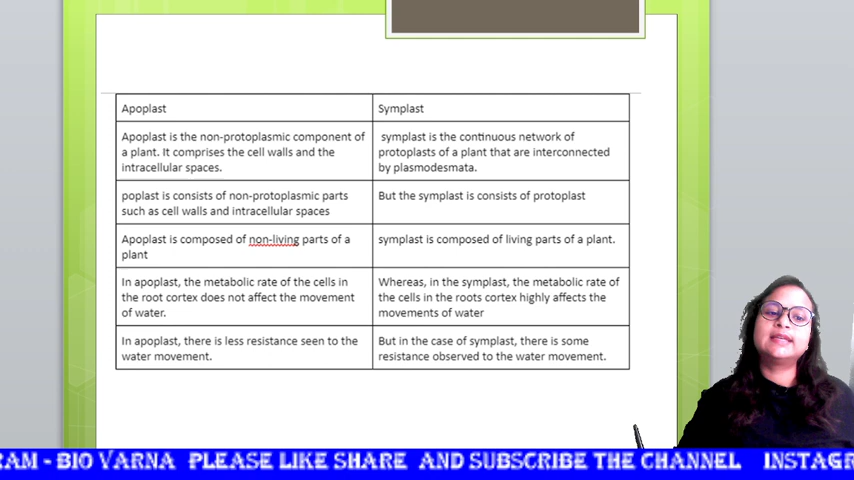 Apoplast
Symplast
Apoplast is the non-protoplasmic component of
a plant. It comprises the cell walls and the
intracellular spaces.
symplast is the continuous network of
protoplasts of a plant that are interconnected
by plasmodesmata.
poplast is consists of non-protoplasmic parts
such as cell walls and intracellular spaces
But the symplast is consists of protoplast
Apoplast is composed of non-living parts of a
plant
symplast is composed of living parts of a plant.
In apoplast, the metabolic rate of the cells in
the root cortex does not affect the movement
of water.
Whereas, in the symplast, the metabolic rate of
the cells in the roots cortex highly affects the
movements of water
In apoplast, there is less resistance seen to the
water movement.
But in the case of symplast, there is some
resistance observed to the water movement.
RAM - BIO VARNA PLEASE LIKE SHARE AND SUBSCRIBE THE CHANNEL INSTAGR